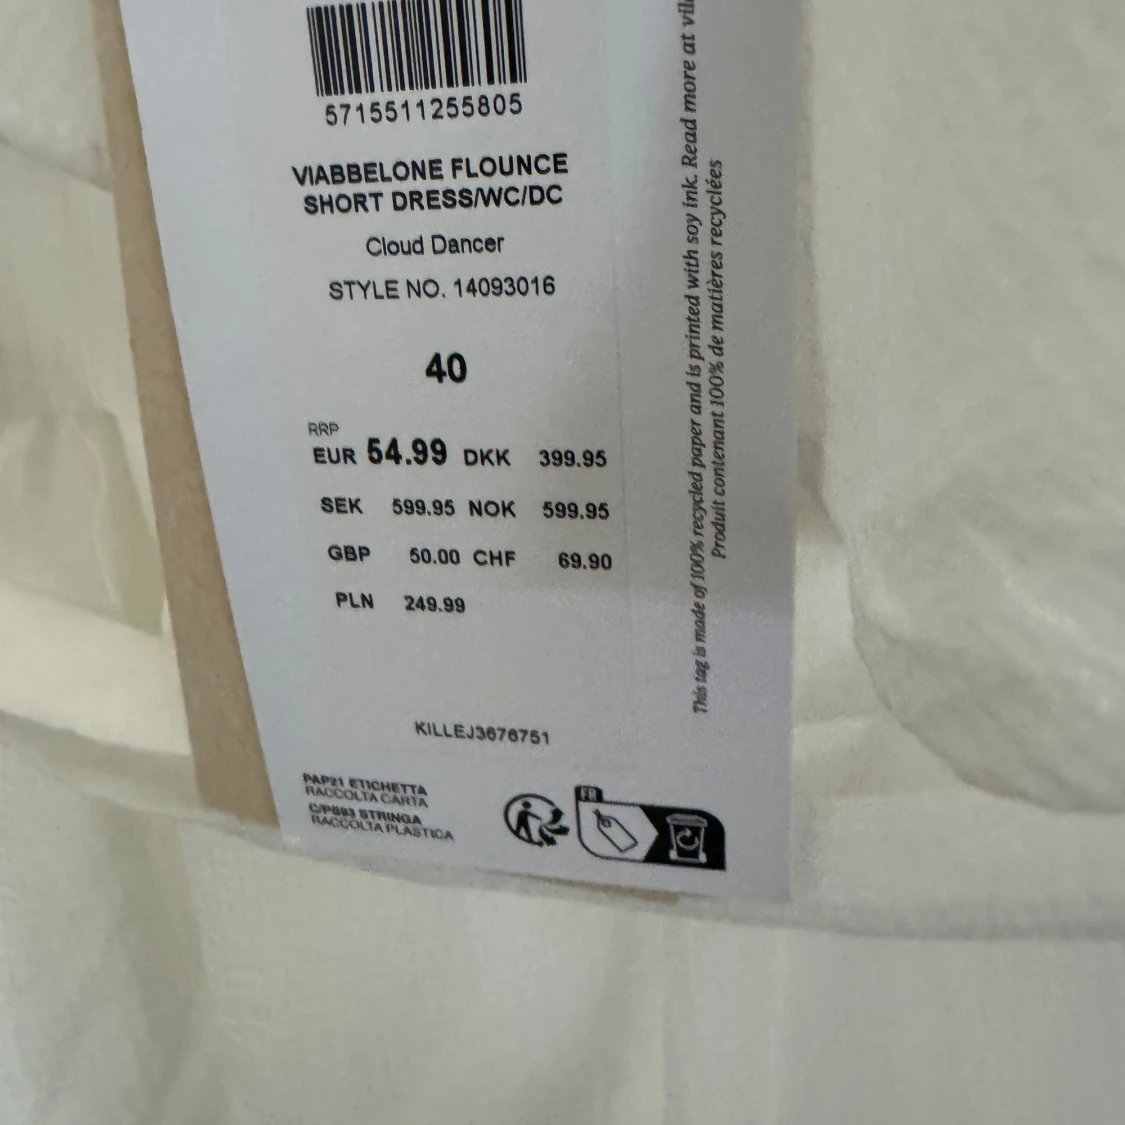 5715511255805
VIABBELONE FLOUNCE
SHORT DRESS/WC/DC
Cloud Dancer
STYLE NO. 14093016
40
RRP
EUR 54.99 DKK 399.95
SEK 599.95 NOK 599.95
GBP 50.00 CHF 69.90
PLN 249.99
KILLEJ3676751
PAP21 ETICHETTA
RACCOLTA CARTA
STRINGA
RACCOLTA PLASTICA
FR
This tag is made of 100% recycled paper and is printed with soy ink. Read more at
Produit contenant 100% de matières recyclées